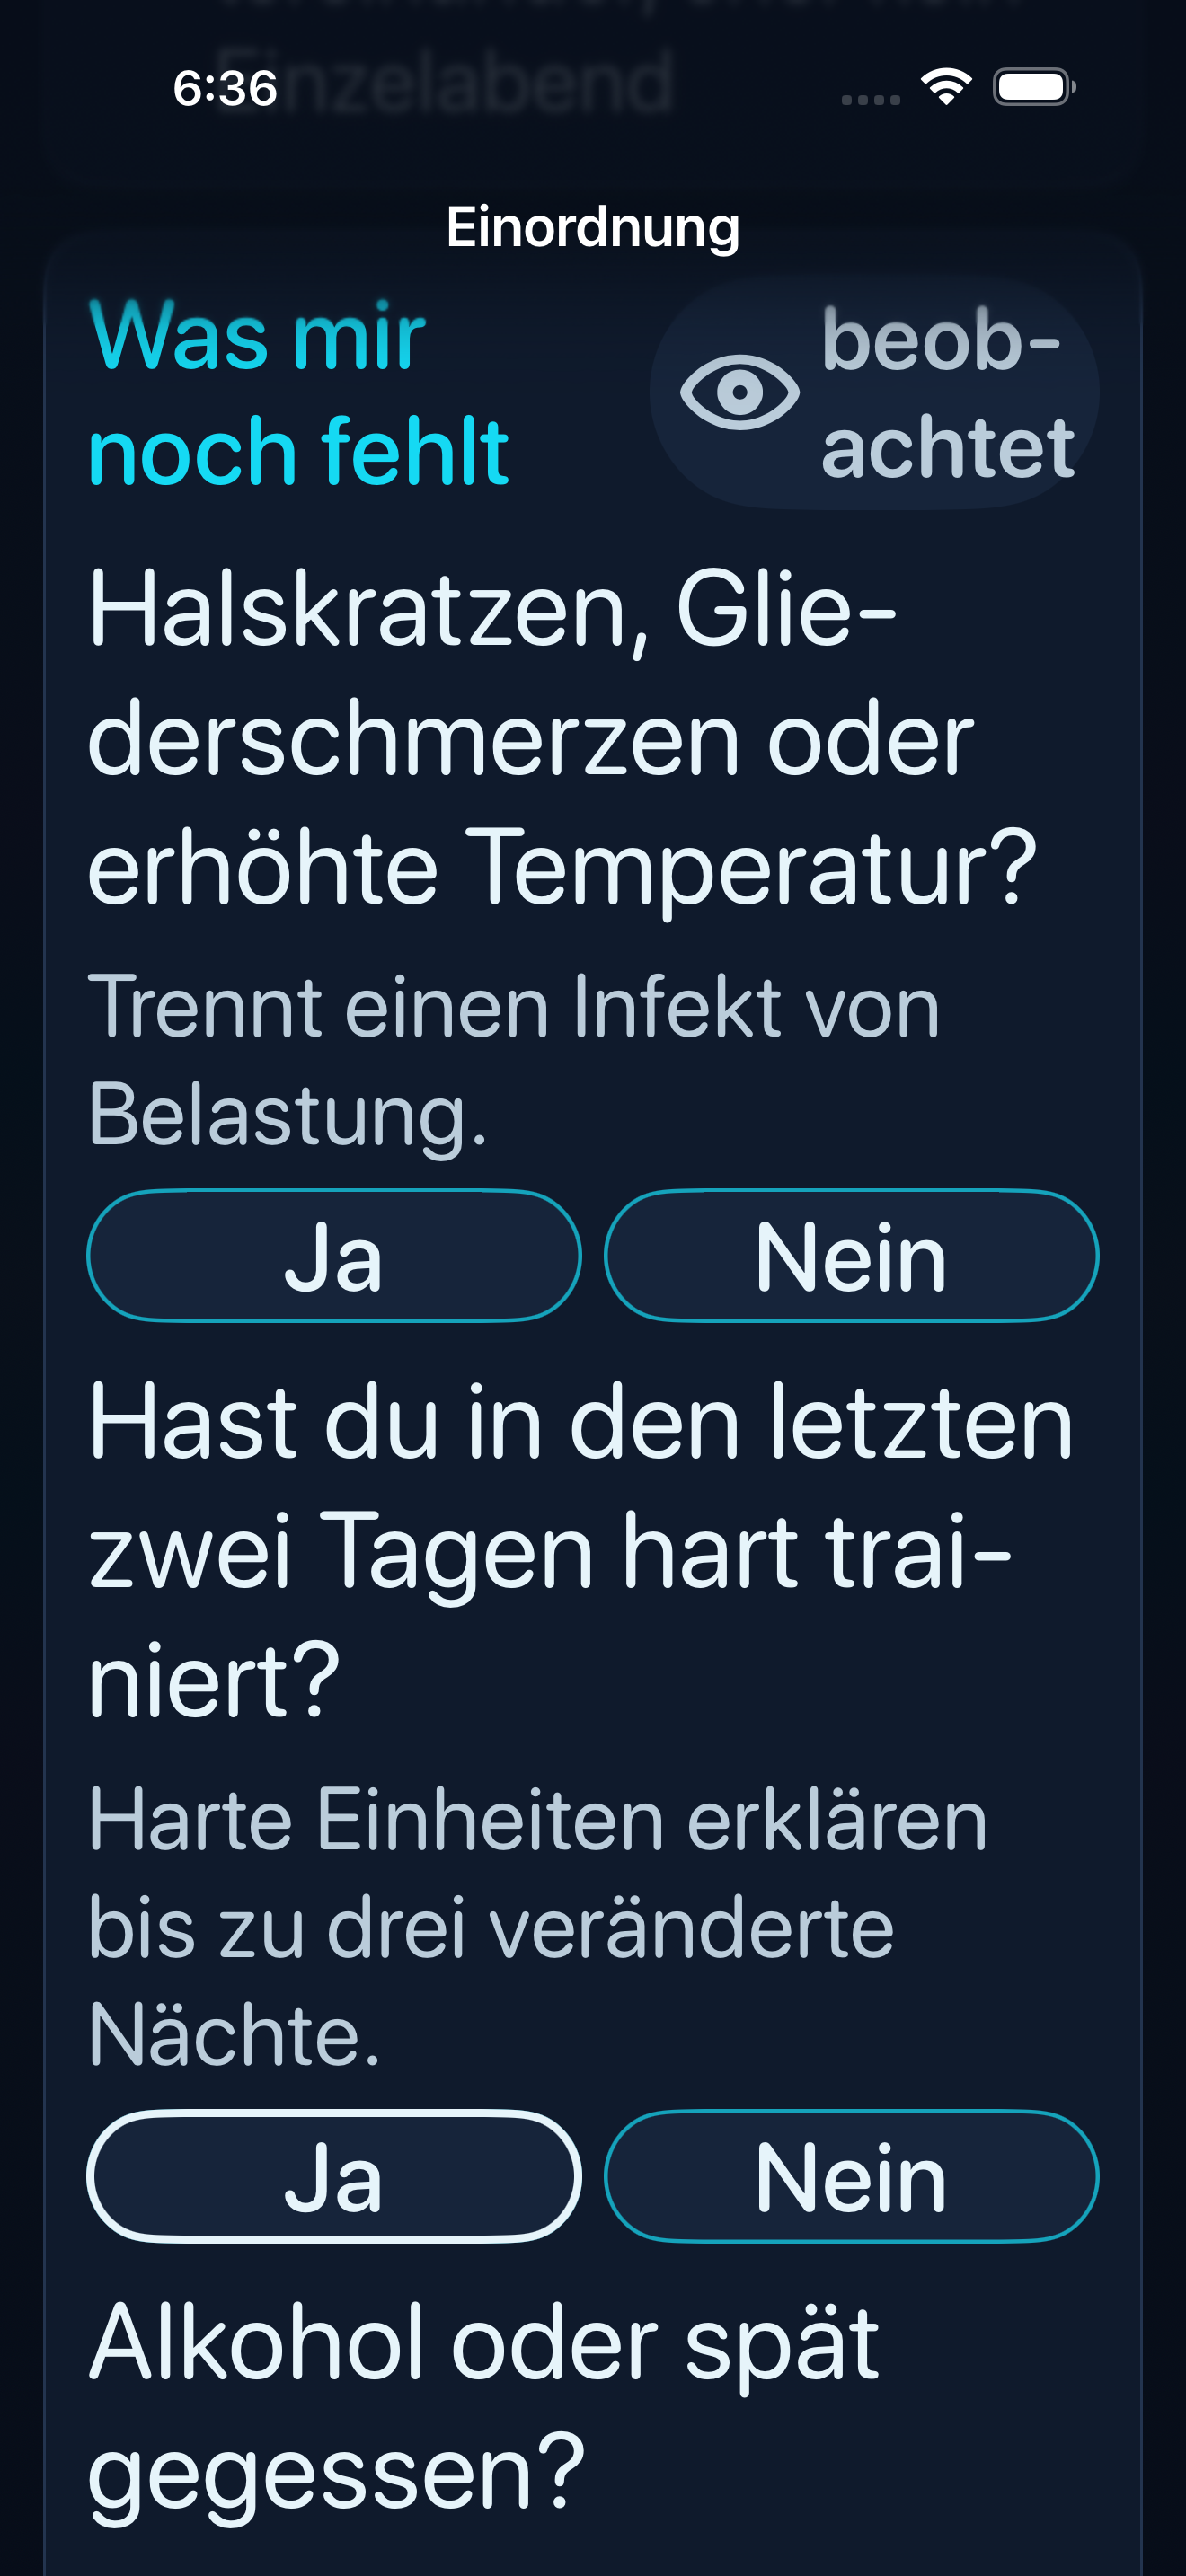 Einzelabend
6:36
Einordnung
Was mir
noch fehlt
beob-
achtet
Halskratzen, Glie-
derschmerzen oder
erhöhte Temperatur?
Trennt einen Infekt von
Belastung.
Ja
Nein
Hast du in den letzten
zwei Tagen hart trai-
niert?
Harte Einheiten erklären
bis zu drei veränderte
Nächte.
Ja
Nein
Alkohol oder spät
gegessen?